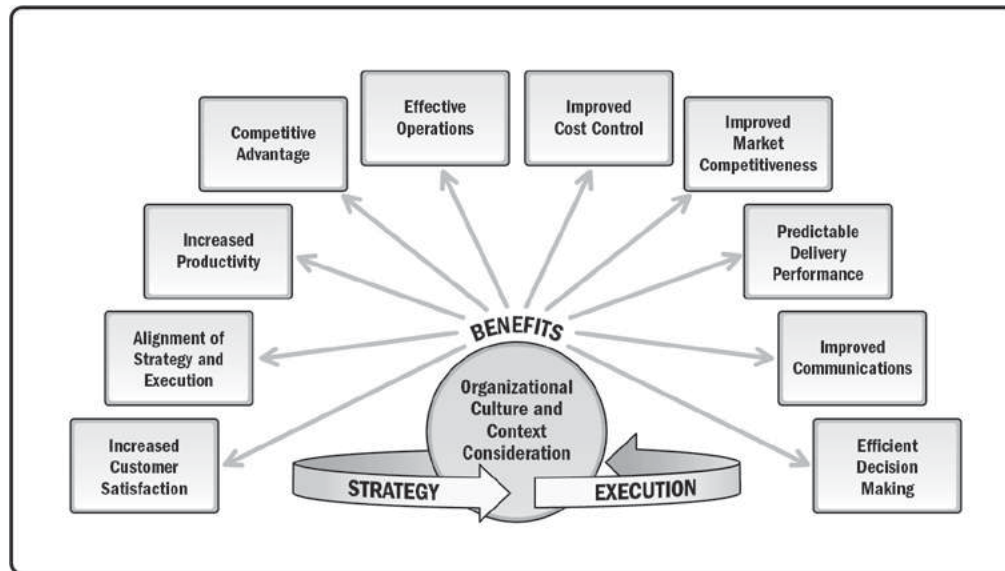 Effective
Operations
Improved
Cost Control
Competitive
Advantage
Improved
Market
Competitiveness
Increased
Productivity
Predictable
Delivery
Performance
BENEFITS
Alignment of
Strategy and
Execution
Improved
Communications
Organizational
Culture and
Context
Consideration
Increased
Customer
Satisfaction
Efficient
Decision
Making
STRATEGY
EXECUTION